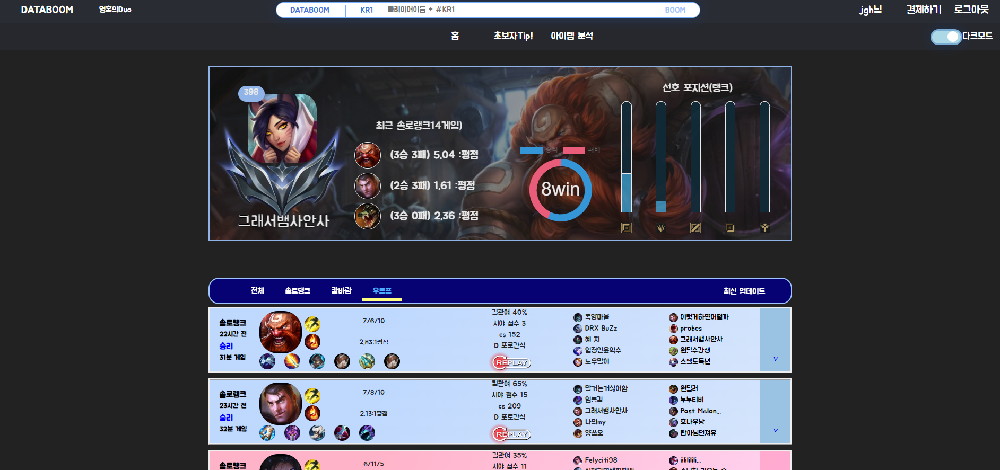 DATABOOM
영혼의Duo
DATABOOM
KR1
플레이어이름 + #KR1
BOOM
jgh님
결제하기
로그아웃
홈
초보자Tip!
아이템 분석
다크모드
398
그래서뱀사안사
최근 솔로랭크14게임)
(3승 3패) 5.04 :평점
(2승 3패) 1.61 :평점
(3승 0패) 2.36 :평점
승리
패배
8win
선호 포지션(랭크)
전체
솔로랭크
칼바람
우르프
최신 업데이트
솔로랭크
22시간 전
승리
31분 게임
7/6/10
2.83:1평점
킬관여 40%
시야 점수 3
cs 152
D 포로간식
REPLAY
목양마을
DRX BuZz
혜 지
임정인윤익수
노우맘이
이렇게하면어떨까
probes
그래서뱀사안사
원딜수강생
스펠도둑년
v
솔로랭크
23시간 전
승리
32분 게임
7/8/10
2.13:1평점
킬관여 65%
시야 점수 15
cs 209
D 포로간식
REPLAY
말거는거싫어함
임봉길
그래서뱀사안사
나의my
양쓰오
원딜러
누누티비
Post Malon...
호나우낭
탑아님던져유
v
솔로랭크
6/11/5
킬관여 35%
시야 점수 11
Felyciti98